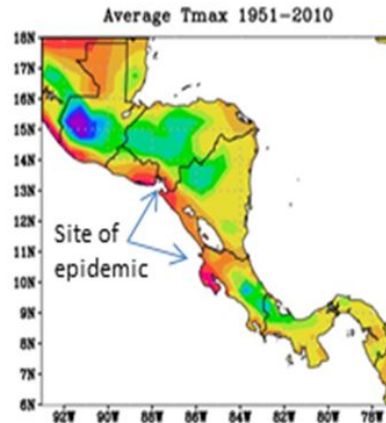 Average Tmax 1951-2010
18N
17N
16N
15N
14N
13N
12N
11N
10N
9N
8N
7N
6N
Site of
epidemic
92W 90W 88W 86W 84W 82W 80W 78W